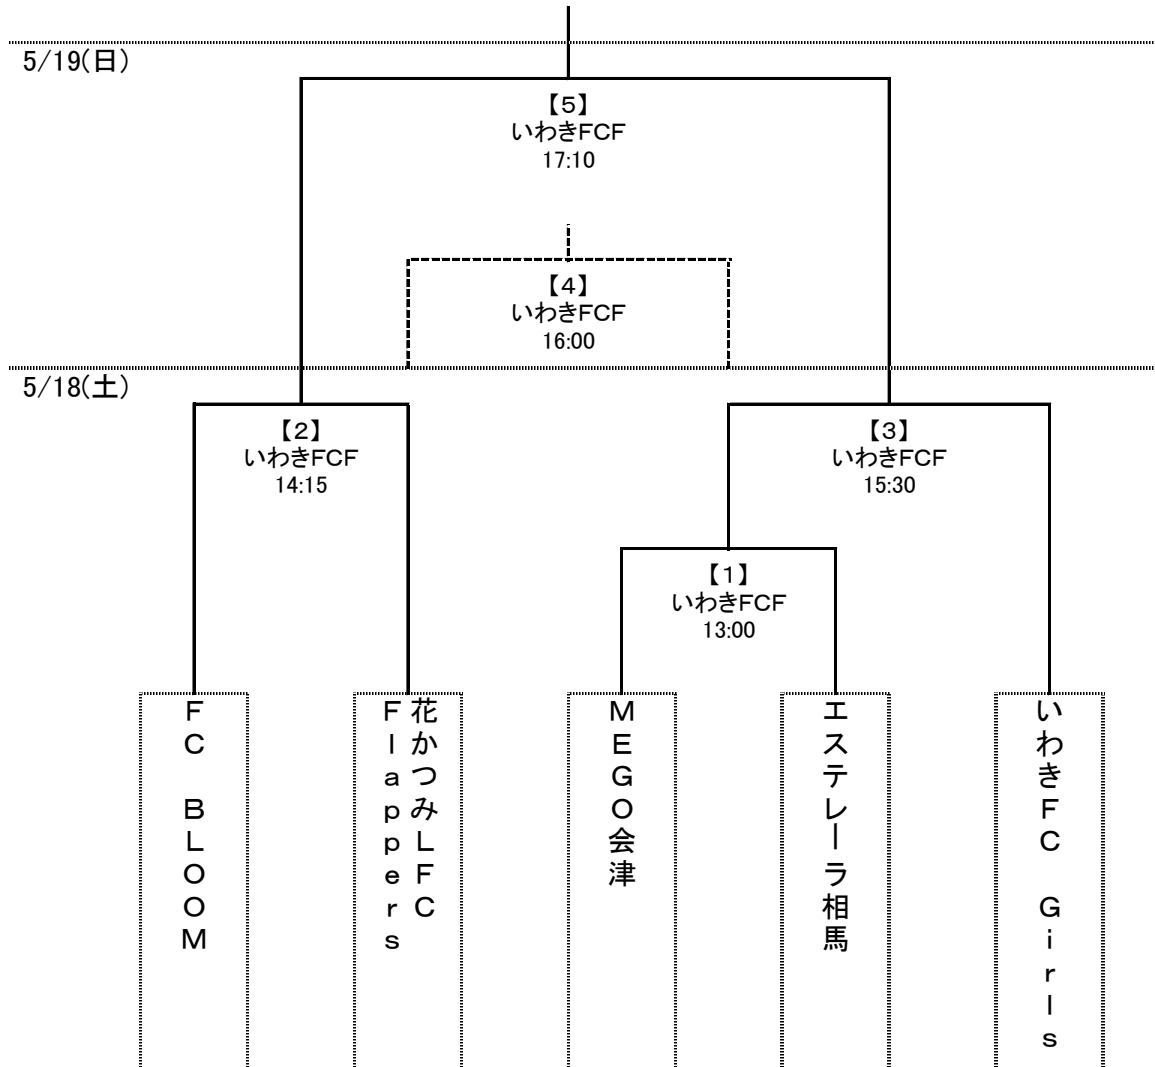 5/19(日)
【5】
いわきFCF
17:10
【4】
いわきFCF
16:00
5/18(土)
【2】
いわきFCF
14:15
【3】
いわきFCF
15:30
【1】
いわきFCF
13:00
FC BLOOM
花かつみLFC
Flappers
MEGO会津
エステレーラ相馬
いわきFC Girls